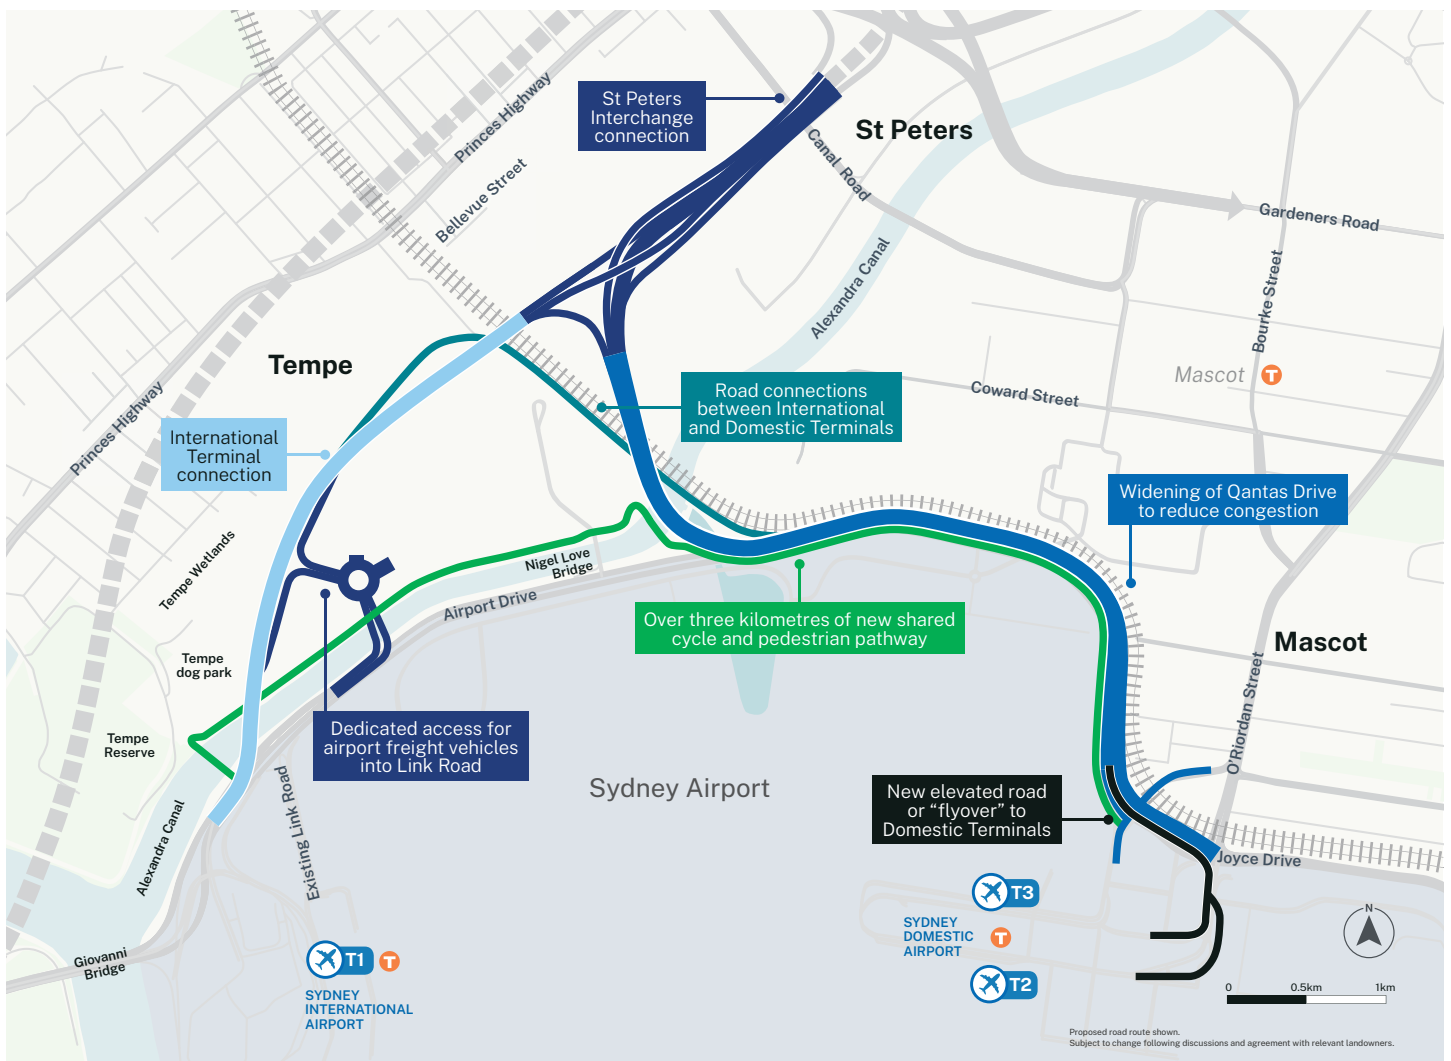 St Peters
Interchange
connection
St Peters
Princes Highway
Bellevue Street
Canal Road
Gardeners Road
Alexandra Canal
Bourke Street
Tempe
Mascot
T
Princes Highway
Road connections
between International
and Domestic Terminals
Coward Street
International
Terminal
connection
Widening of Qantas Drive
to reduce congestion
Tempe Wetlands
Nigel Love
Bridge
Airport Drive
Over three kilometres of new shared
cycle and pedestrian pathway
Mascot
Tempe
dog park
O'Riordan Street
Tempe
Reserve
Dedicated access for
airport freight vehicles
into Link Road
Sydney Airport
New elevated road
or “flyover” to
Domestic Terminals
Existing Link Road
Alexandra Canal
Joyce Drive
T3
SYDNEY
DOMESTIC
AIRPORT
T
T2
Giovanni
Bridge
T1
T
SYDNEY
INTERNATIONAL
AIRPORT
N
0 0.5km 1km
Proposed road route shown.
Subject to change following discussions and agreement with relevant landowners.